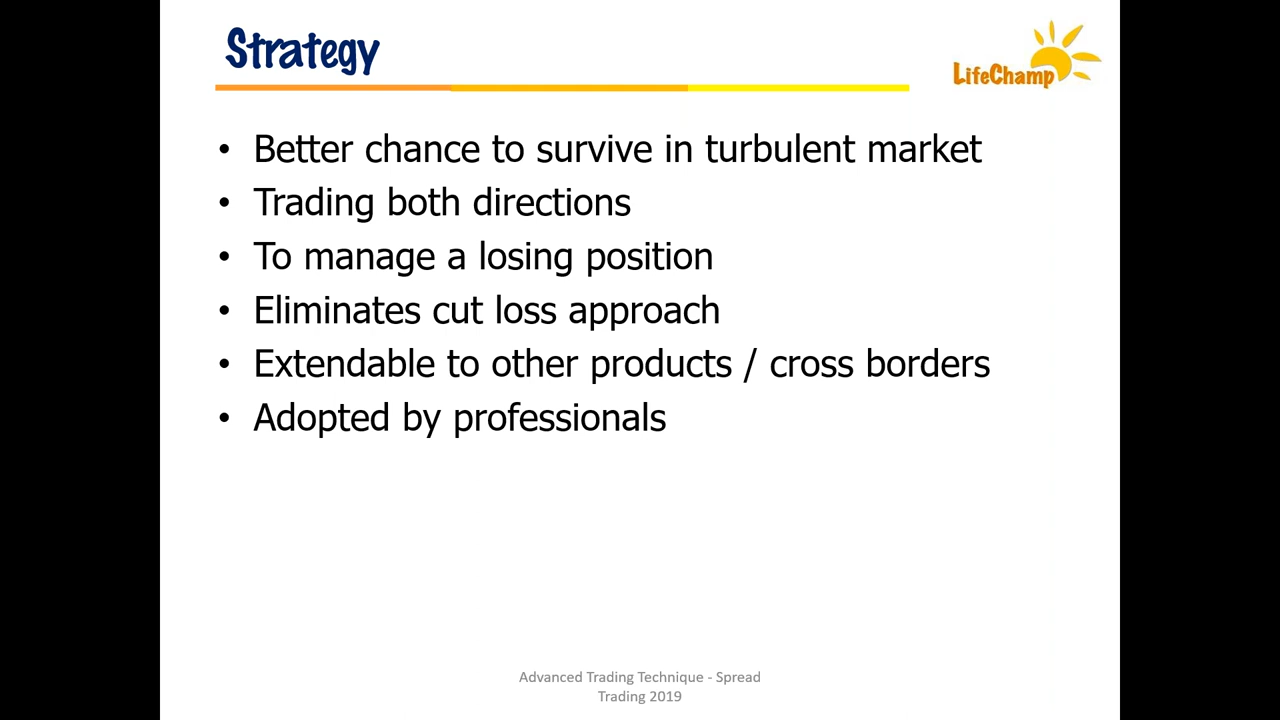 Strategy
LifeChamp
• Better chance to survive in turbulent market
• Trading both directions
• To manage a losing position
• Eliminates cut loss approach
• Extendable to other products / cross borders
• Adopted by professionals
Advanced Trading Technique - Spread
Trading 2019